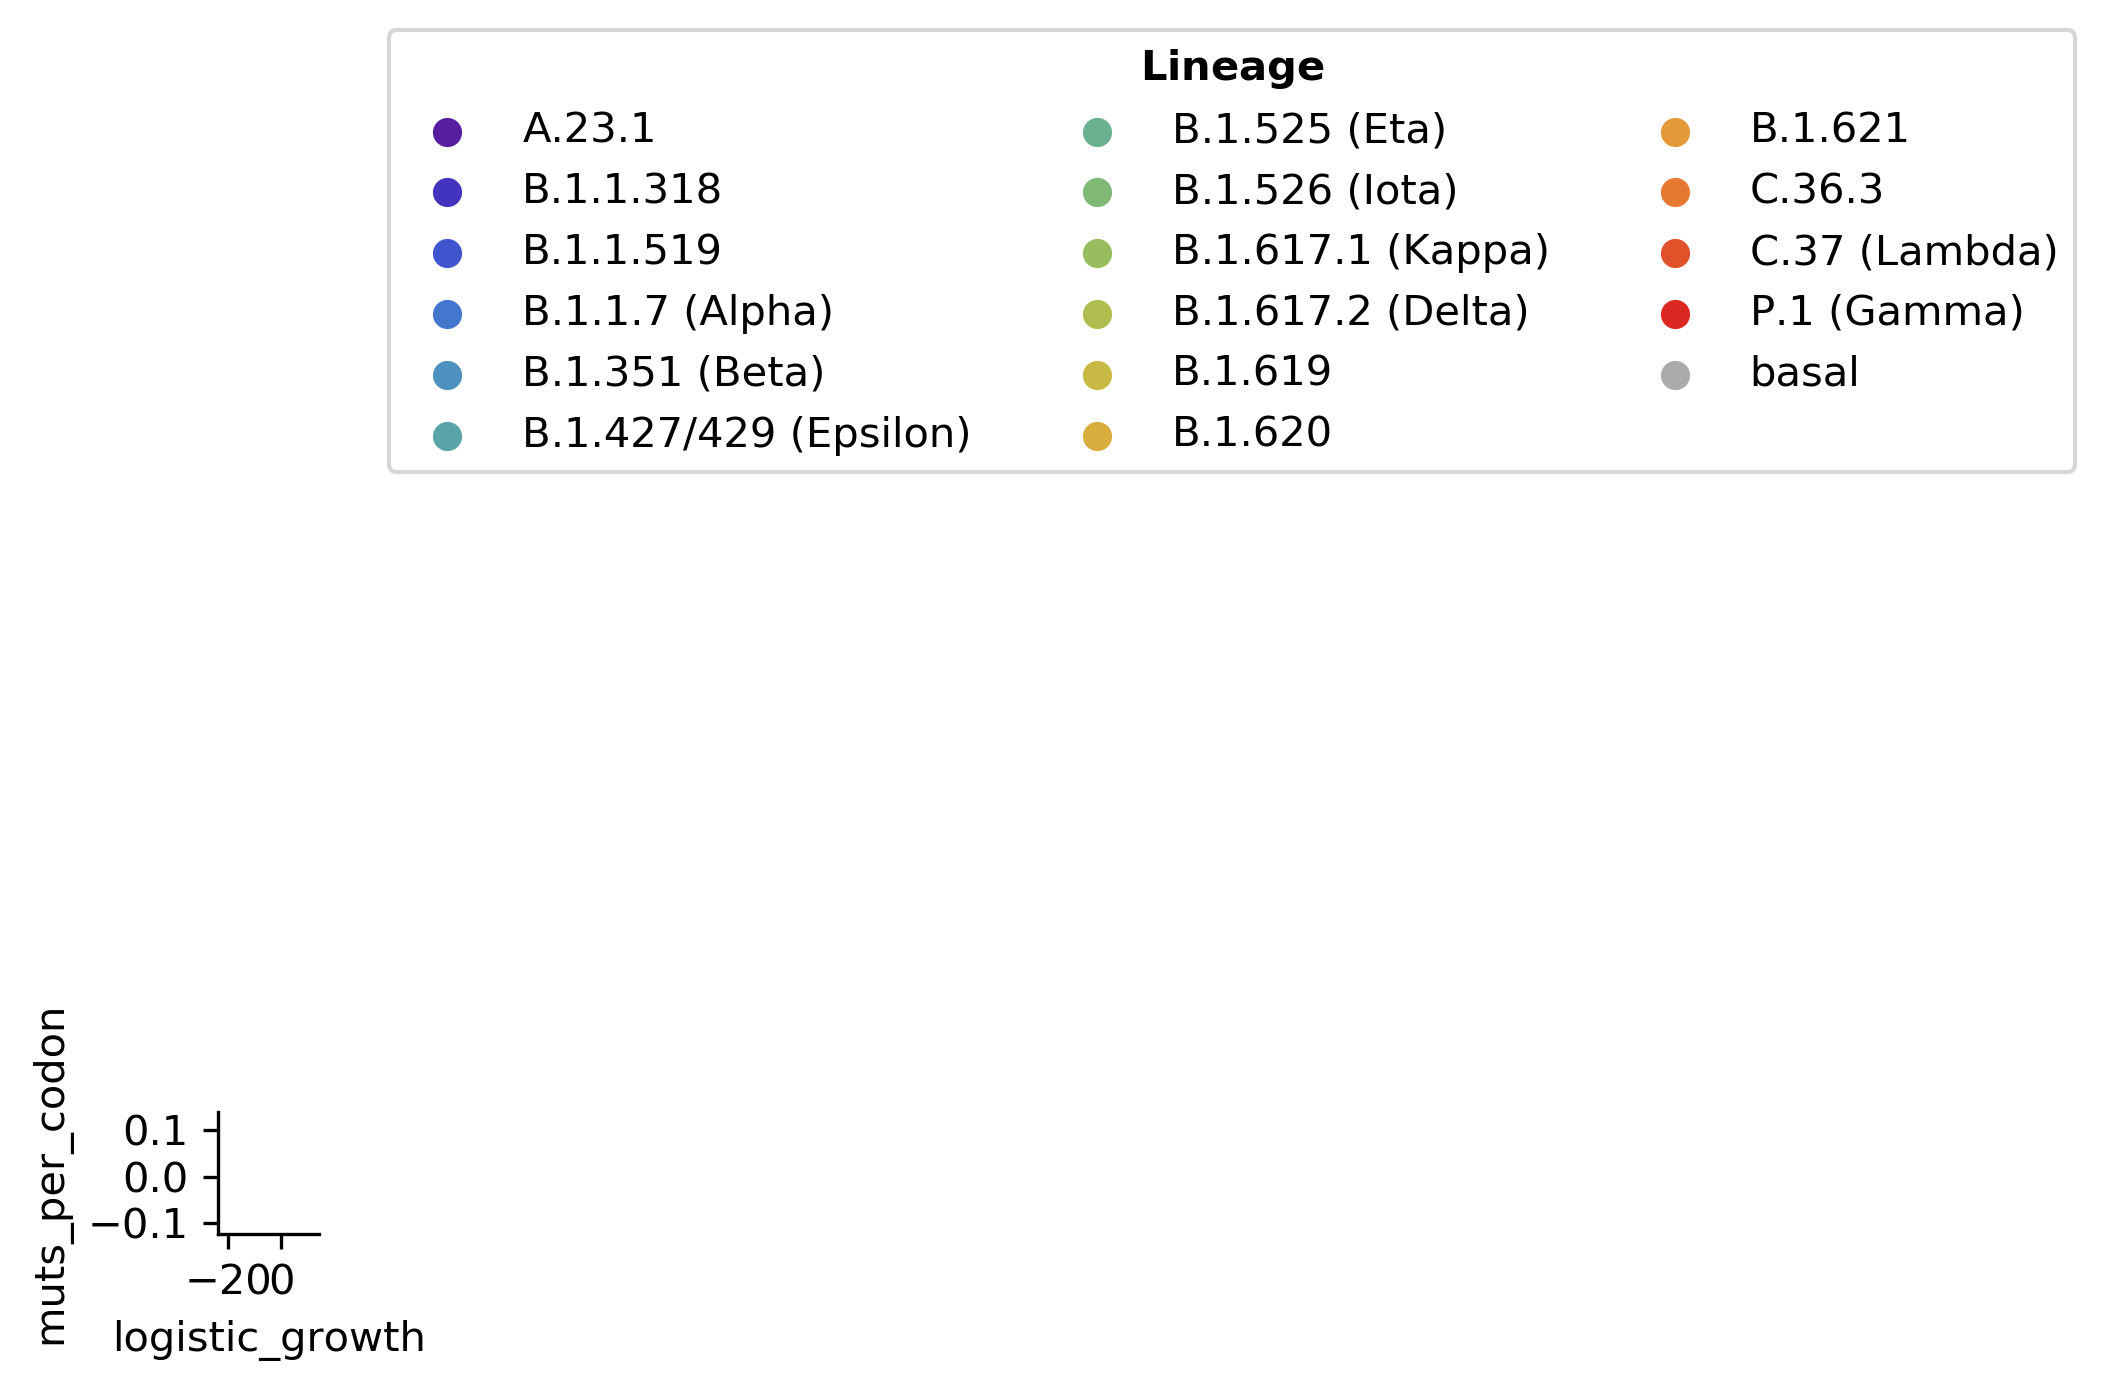 Lineage
A.23.1
B.1.1.318
B.1.1.519
B.1.1.7 (Alpha)
B.1.351 (Beta)
B.1.427/429 (Epsilon)
B.1.525 (Eta)
B.1.526 (Iota)
B.1.617.1 (Kappa)
B.1.617.2 (Delta)
B.1.619
B.1.620
B.1.621
C.36.3
C.37 (Lambda)
P.1 (Gamma)
basal
muts_per_codon
0.1
0.0
−0.1
−20 0
logistic_growth